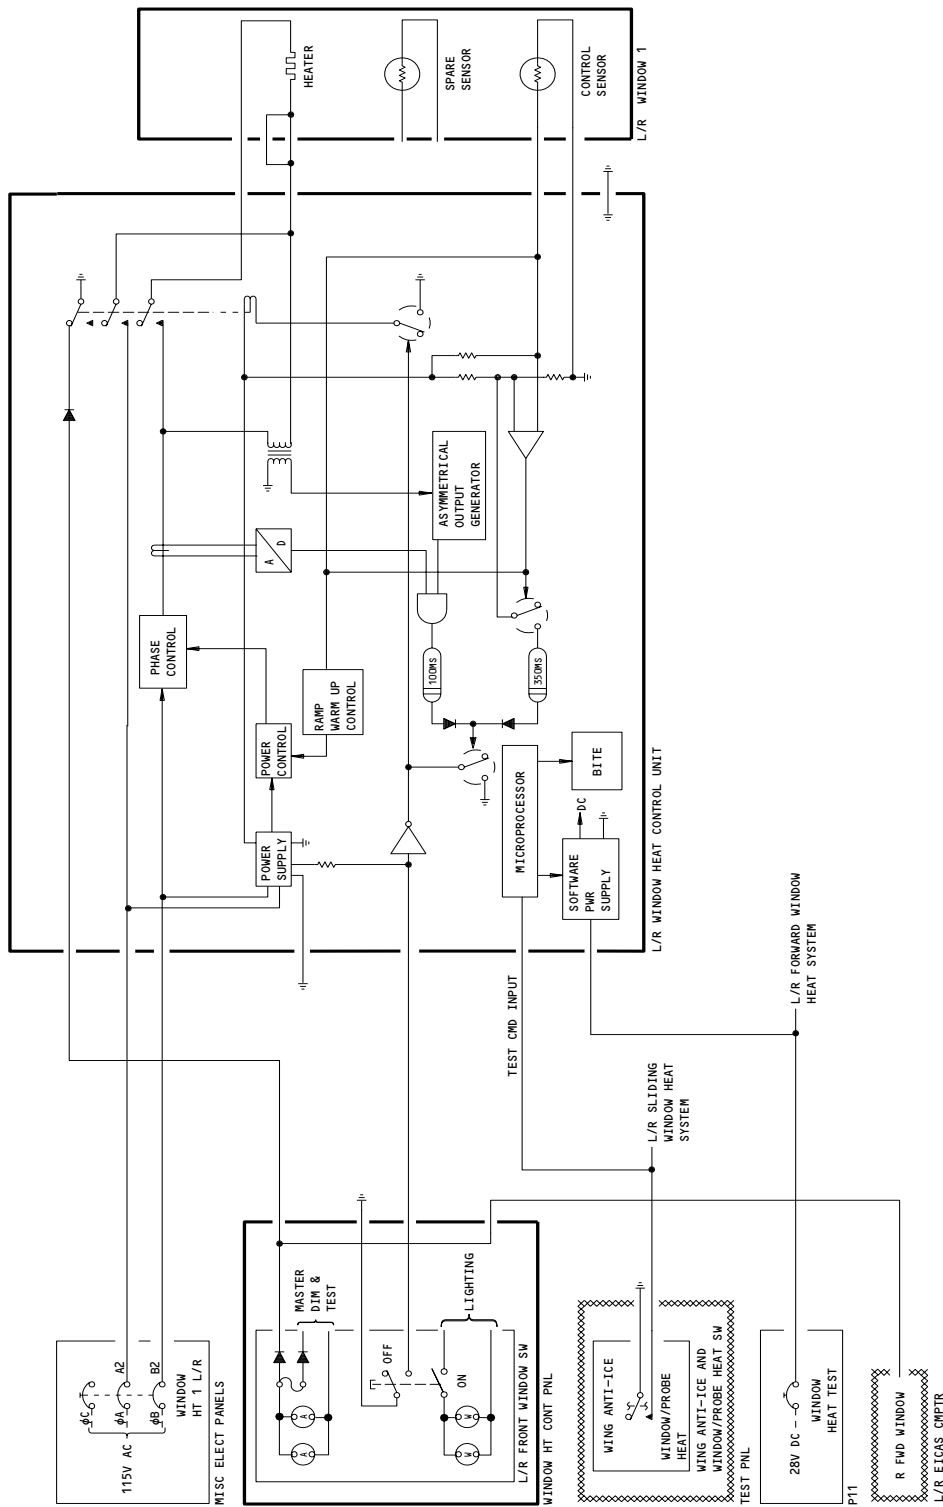 115V AC
ϕC
ϕA
ϕB
A2
B2
WINDOW
HT 1 L/R
MISC ELECT PANELS
A
A
MASTER
DIM &
TEST
OFF
ON
W
W
LIGHTING
L/R FRONT WINDOW SW
WINDOW HT CONT PNL
WING ANTI-ICE
WINDOW/PROBE
HEAT
WING ANTI-ICE AND
WINDOW/PROBE HEAT SW
TEST PNL
28V DC
WINDOW
HEAT TEST
P11
R FWD WINDOW
L/R EICAS CMPTR
L/R SLIDING
WINDOW HEAT
SYSTEM
TEST CMD INPUT
L/R FORWARD WINDOW
HEAT SYSTEM
POWER
SUPPLY
POWER
CONTROL
RAMP
WARM UP
CONTROL
PHASE
CONTROL
A
D
100MS
350MS
ASYMMETRICAL
OUTPUT
GENERATOR
MICROPROCESSOR
SOFTWARE
PWR
SUPPLY
DC
BITE
L/R WINDOW HEAT CONTROL UNIT
HEATER
SPARE
SENSOR
CONTROL
SENSOR
L/R WINDOW 1